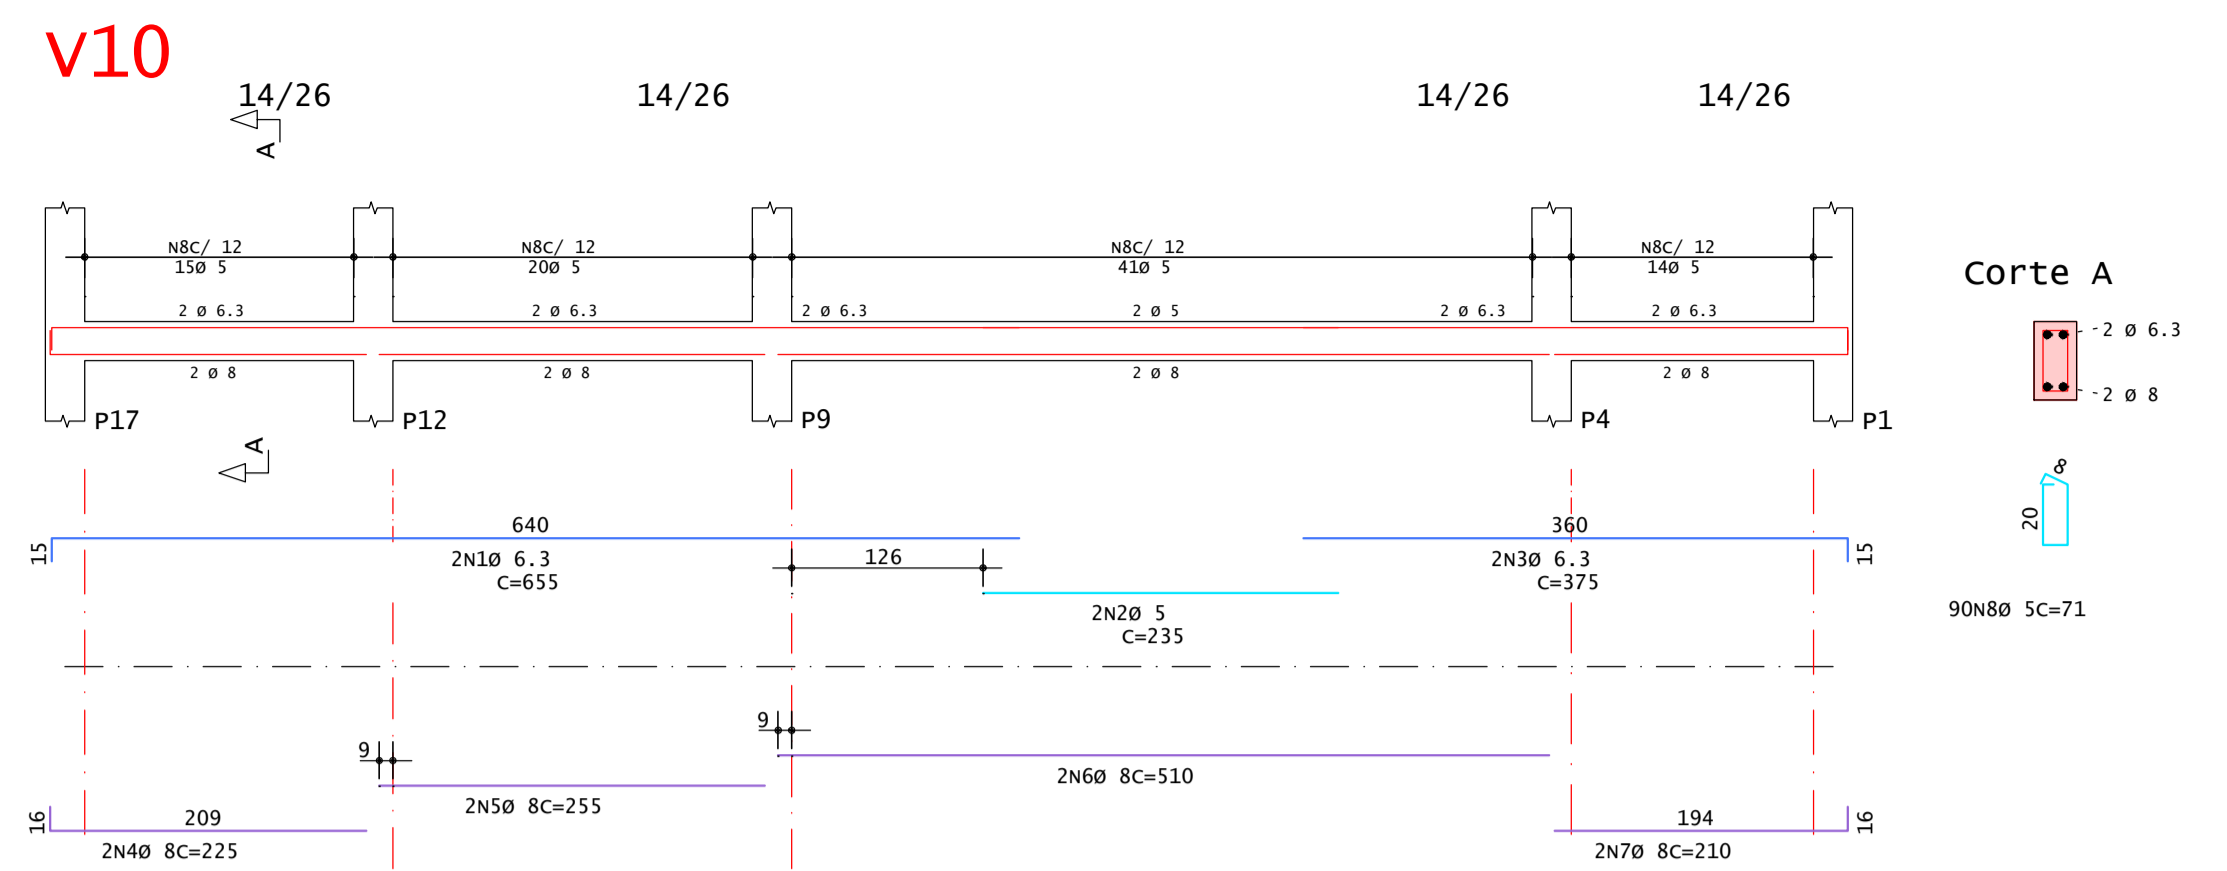 V10
14/26
14/26
14/26
14/26
A
N8C/ 12
15Ø 5
N8C/ 12
20Ø 5
N8C/ 12
41Ø 5
N8C/ 12
14Ø 5
Corte A
2 Ø 6.3
2 Ø 6.3
2 Ø 6.3
2 Ø 5
2 Ø 6.3
2 Ø 6.3
2 Ø 6.3
2 Ø 8
2 Ø 8
2 Ø 8
2 Ø 8
2 Ø 8
P17
P12
P9
P4
P1
A
8
20
640
15
2N1Ø 6.3
C=655
126
360
15
2N3Ø 6.3
C=375
2N2Ø 5
C=235
90N8Ø 5C=71
9
9
2N6Ø 8C=510
2N5Ø 8C=255
16
209
2N4Ø 8C=225
194
16
2N7Ø 8C=210